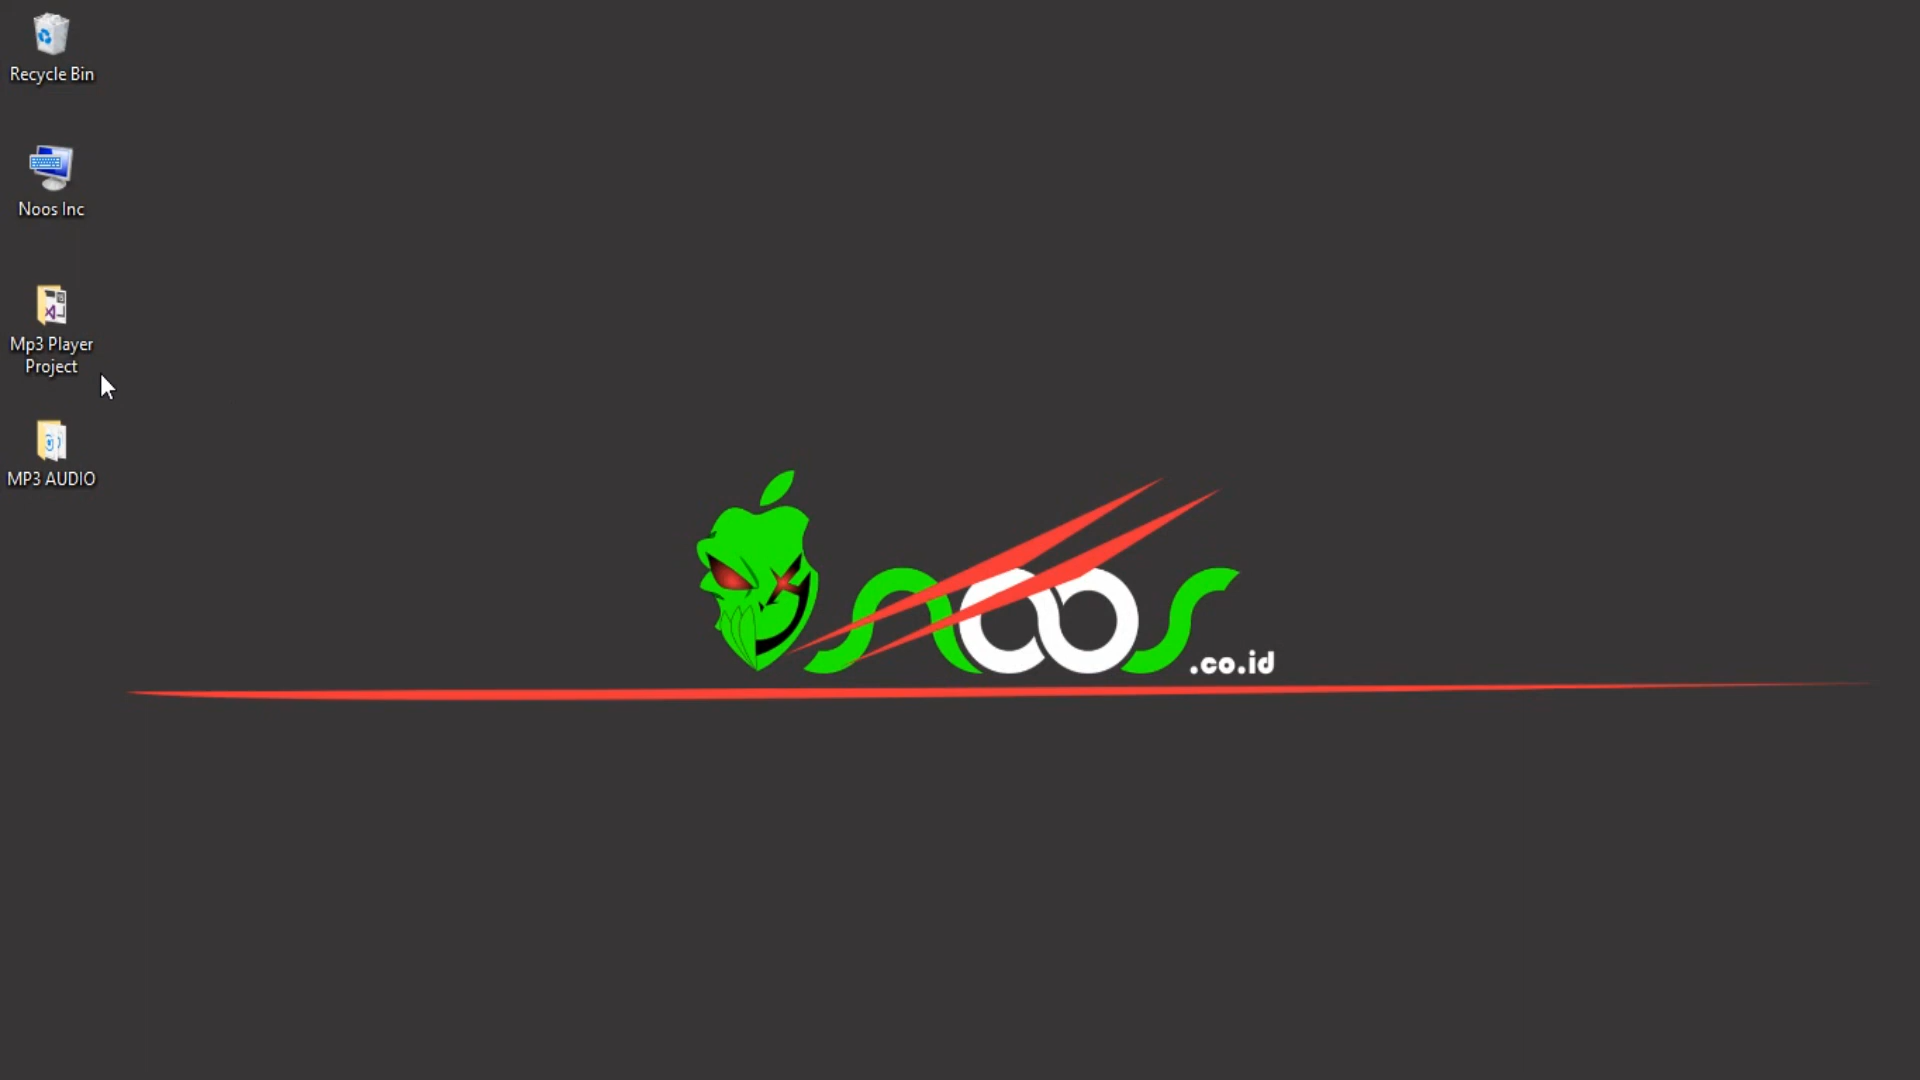 Recycle Bin
Noos Inc
Mp3 Player
Project
MP3 AUDIO
noos
.co.id